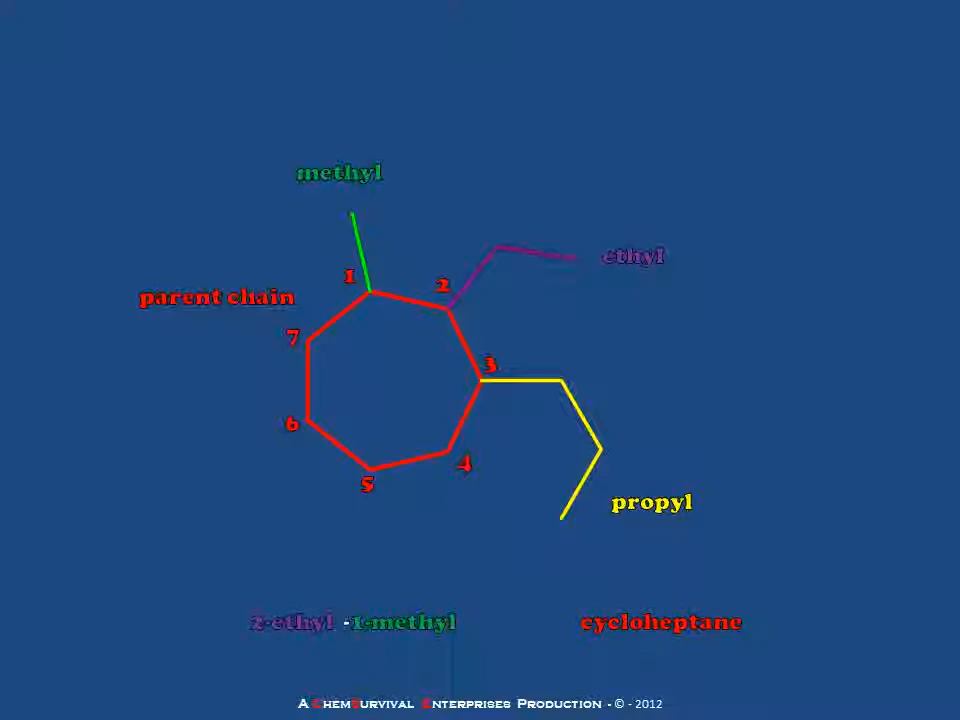 methyl
ethyl
1
2
parent chain
7
3
6
4
5
propyl
2-ethyl -1-methyl cycloheptane
A ChemSurvival Enterprises Production - © - 2012